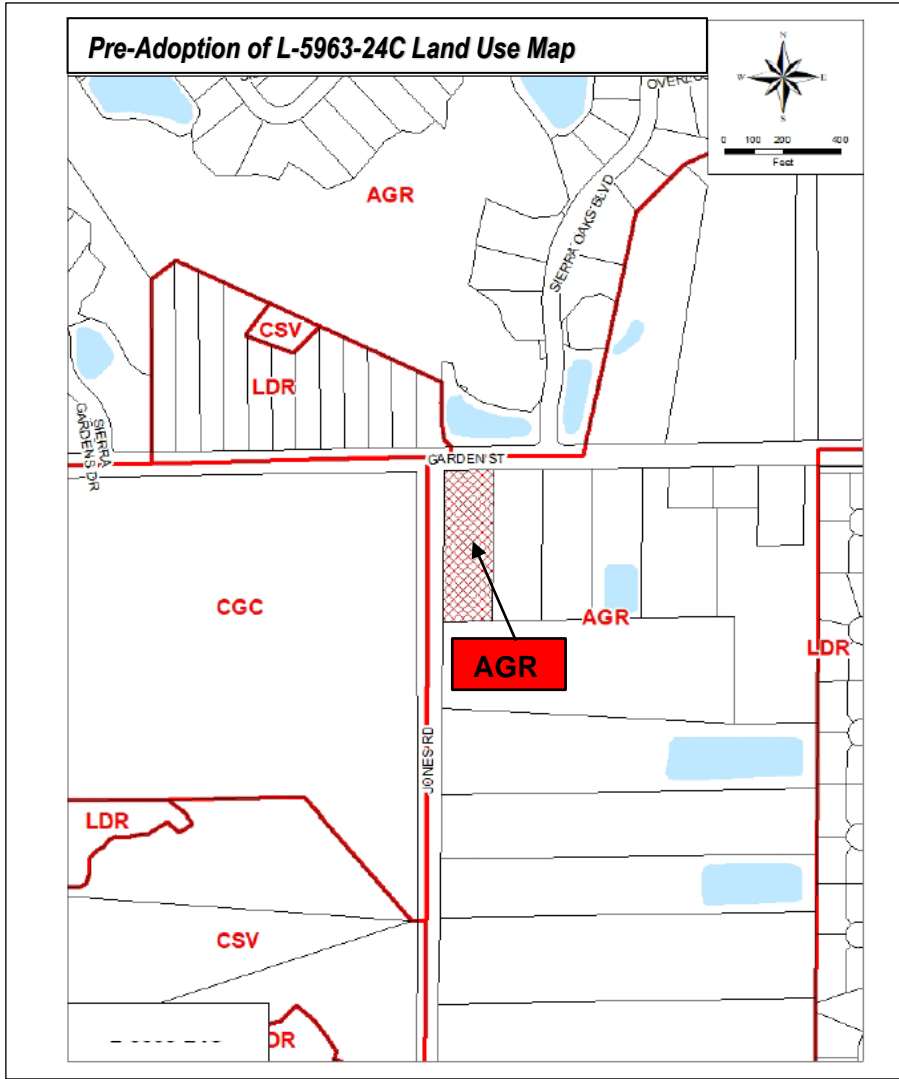 Pre-Adoption of L-5963-24C Land Use Map
N
W E
S
0 100 200 400
Feet
SIERRA OAKS BLVD
AGR
CSV
LDR
SIERRA
GARDENS DR
GARDEN ST
CGC
AGR
AGR
LDR
JONES RD
LDR
CSV